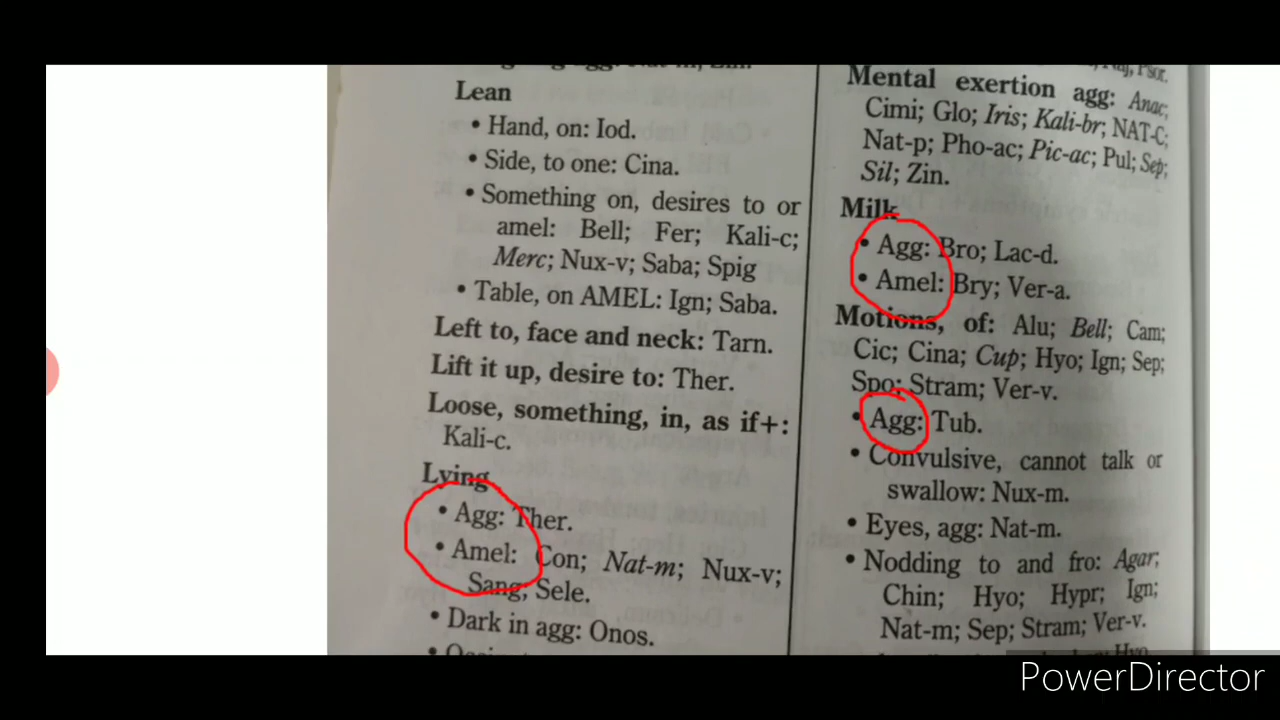 Lean
• Hand, on: Iod.
• Side, to one: Cina.
• Something on, desires to or
amel: Bell; Fer; Kali-c;
Merc; Nux-v; Saba; Spig
• Table, on AMEL: Ign; Saba.
Left to, face and neck: Tarn.
Lift it up, desire to: Ther.
Loose, something, in, as if+:
Kali-c.
Lying
• Agg: Ther.
• Amel: Con; Nat-m; Nux-v;
Sang; Sele.
• Dark in agg: Onos.
Psor.
Mental exertion agg: Anac;
Cimi; Glo; Iris; Kali-br; NAT-C;
Nat-p; Pho-ac; Pic-ac; Pul; Sep;
Sil; Zin.
Milk
• Agg: Bro; Lac-d.
• Amel: Bry; Ver-a.
Motions, of: Alu; Bell; Cam;
Cic; Cina; Cup; Hyo; Ign; Sep;
Spo; Stram; Ver-v.
• Agg: Tub.
• Convulsive, cannot talk or
swallow: Nux-m.
• Eyes, agg: Nat-m.
• Nodding to and fro: Agar;
Chin; Hyo; Hypr; Ign;
Nat-m; Sep; Stram; Ver-v.
PowerDirector